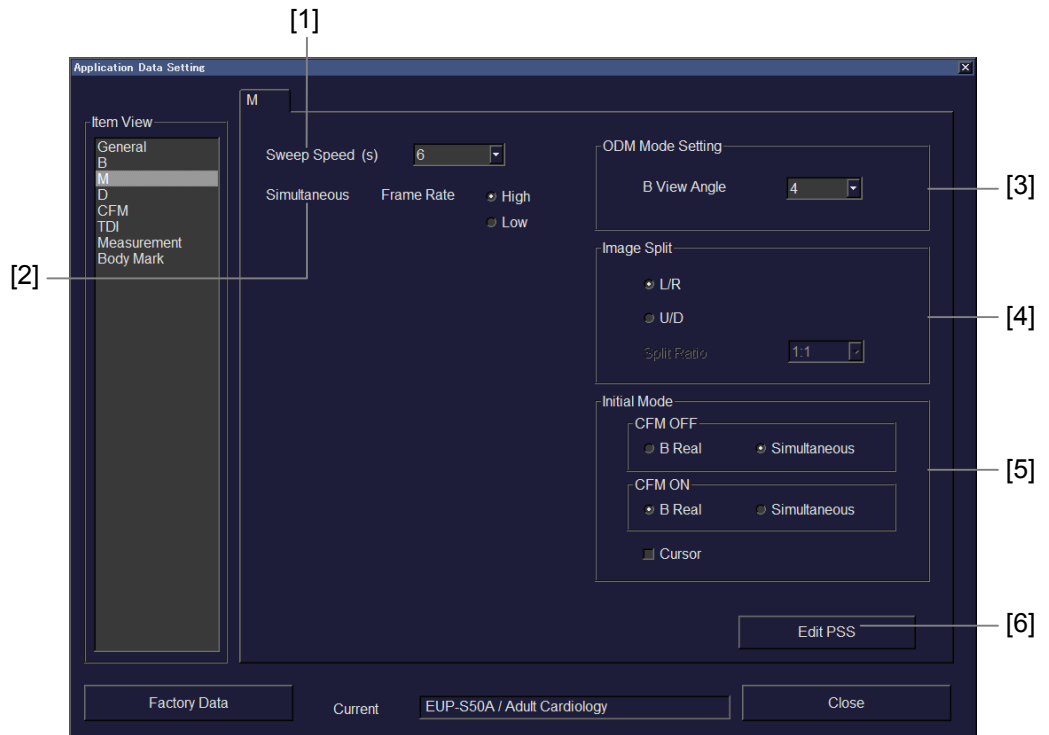 [1]
Application Data Setting
M
Item View
General
B
M
D
CFM
TDI
Measurement
Body Mark
Sweep Speed (s) 6
Simultaneous Frame Rate High
Low
[2]
ODM Mode Setting
B View Angle 4
[3]
Image Split
L/R
U/D
Split Ratio 1:1
[4]
Initial Mode
CFM OFF
B Real Simultaneous
CFM ON
B Real Simultaneous
Cursor
[5]
Edit PSS
[6]
Factory Data Current EUP-S50A / Adult Cardiology Close